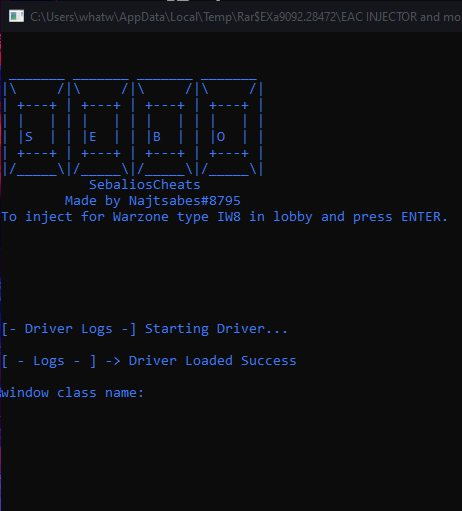 C:\Users\whatw\AppData\Local\Temp\Rar$EXa9092.28472\EAC INJECTOR and mo
 _______ _______ _______ _______
|\     /|\     /|\     /|\     /|
| +---+ | +---+ | +---+ | +---+ |
| |   | | |   | | |   | | |   | |
| |S  | | |E  | | |B  | | |O  | |
| +---+ | +---+ | +---+ | +---+ |
|/_____\|/_____\|/_____\|/_____\|
SebaliosCheats
Made by Najtsabes#8795
To inject for Warzone type IW8 in lobby and press ENTER.
[- Driver Logs -] Starting Driver...
[ - Logs - ] -> Driver Loaded Success
window class name: